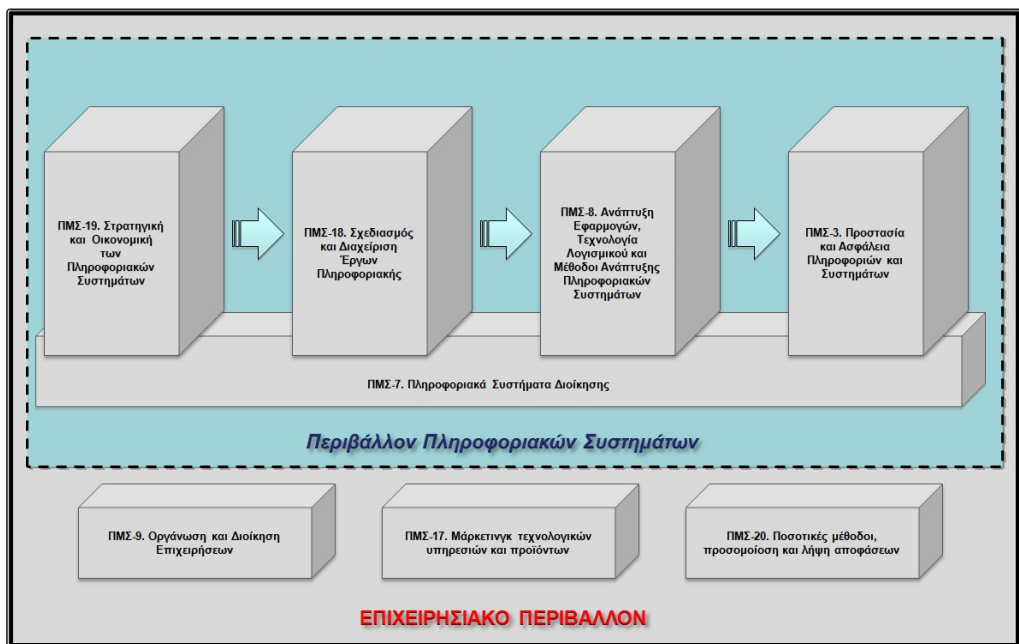 ΠΜΣ-19. Στρατηγική
και Οικονομική
των
Πληροφοριακών
Συστημάτων
ΠΜΣ-18. Σχεδιασμός
και Διαχείριση
Έργων
Πληροφορικής
ΠΜΣ-8. Ανάπτυξη
Εφαρμογών,
Τεχνολογία
Λογισμικού και
Μέθοδοι Ανάπτυξης
Πληροφοριακών
Συστημάτων
ΠΜΣ-3. Προστασία
και Ασφάλεια
Πληροφοριών και
Συστημάτων
ΠΜΣ-7. Πληροφοριακά Συστήματα Διοίκησης
Περιβάλλον Πληροφοριακών Συστημάτων
ΠΜΣ-9. Οργάνωση και Διοίκηση
Επιχειρήσεων
ΠΜΣ-17. Μάρκετινγκ τεχνολογικών
υπηρεσιών και προϊόντων
ΠΜΣ-20. Ποσοτικές μέθοδοι,
προσομοίοση και λήψη αποφάσεων
ΕΠΙΧΕΙΡΗΣΙΑΚΟ ΠΕΡΙΒΑΛΛΟΝ